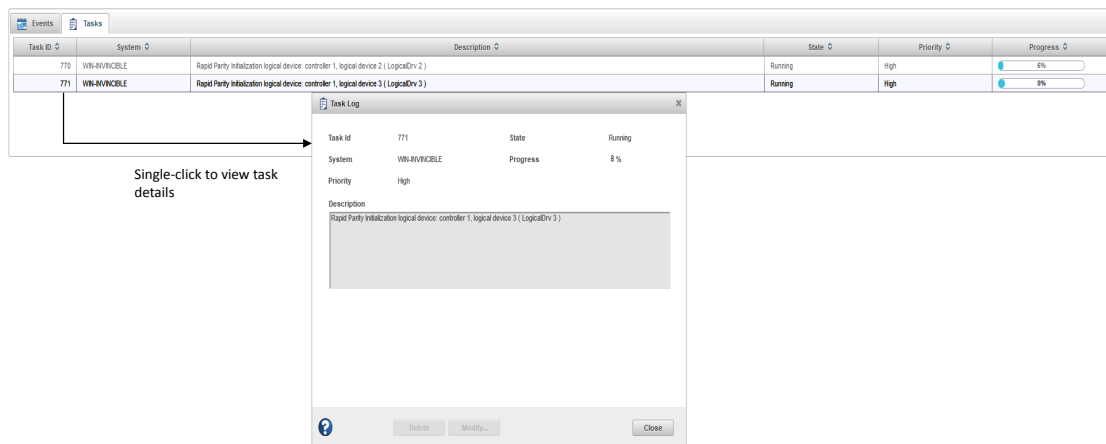 Events Tasks
Task ID System Description State Priority Progress
770 WIN-INVINCIBLE Rapid Parity Initialization logical device: controller 1, logical device 2 ( LogicalDrv 2 ) Running High 6%
771 WIN-INVINCIBLE Rapid Parity Initialization logical device: controller 1, logical device 3 ( LogicalDrv 3 ) Running High 8%
Task Log
Task Id 771 State Running
System WIN-INVINCIBLE Progress 8 %
Priority High
Description
Rapid Parity Initialization logical device: controller 1, logical device 3 ( LogicalDrv 3 )
Delete Modify... Close
Single-click to view task
details